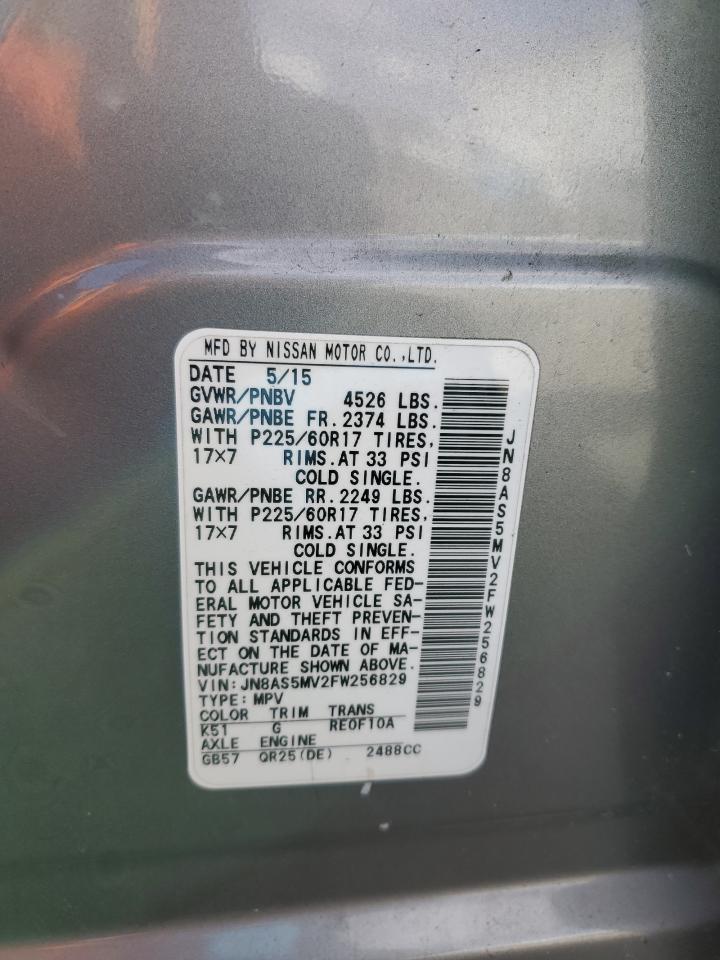 MFD BY NISSAN MOTOR CO.,LTD.
DATE 5/15
GVWR/PNBV 4526 LBS.
GAWR/PNBE FR. 2374 LBS.
WITH P225/60R17 TIRES,
17×7 RIMS. AT 33 PSI
COLD SINGLE.
GAWR/PNBE RR. 2249 LBS.
WITH P225/60R17 TIRES,
17×7 RIMS. AT 33 PSI
COLD SINGLE.
THIS VEHICLE CONFORMS
TO ALL APPLICABLE FED-
ERAL MOTOR VEHICLE SA-
FETY AND THEFT PREVEN-
TION STANDARDS IN EFF-
ECT ON THE DATE OF MA-
NUFACTURE SHOWN ABOVE.
VIN: JN8AS5MV2FW256829
TYPE: MPV
COLOR TRIM TRANS
K51 G RE0F10A
AXLE ENGINE
GB57 QR25(DE) 2488CC
JN8AS5MV2FW256829